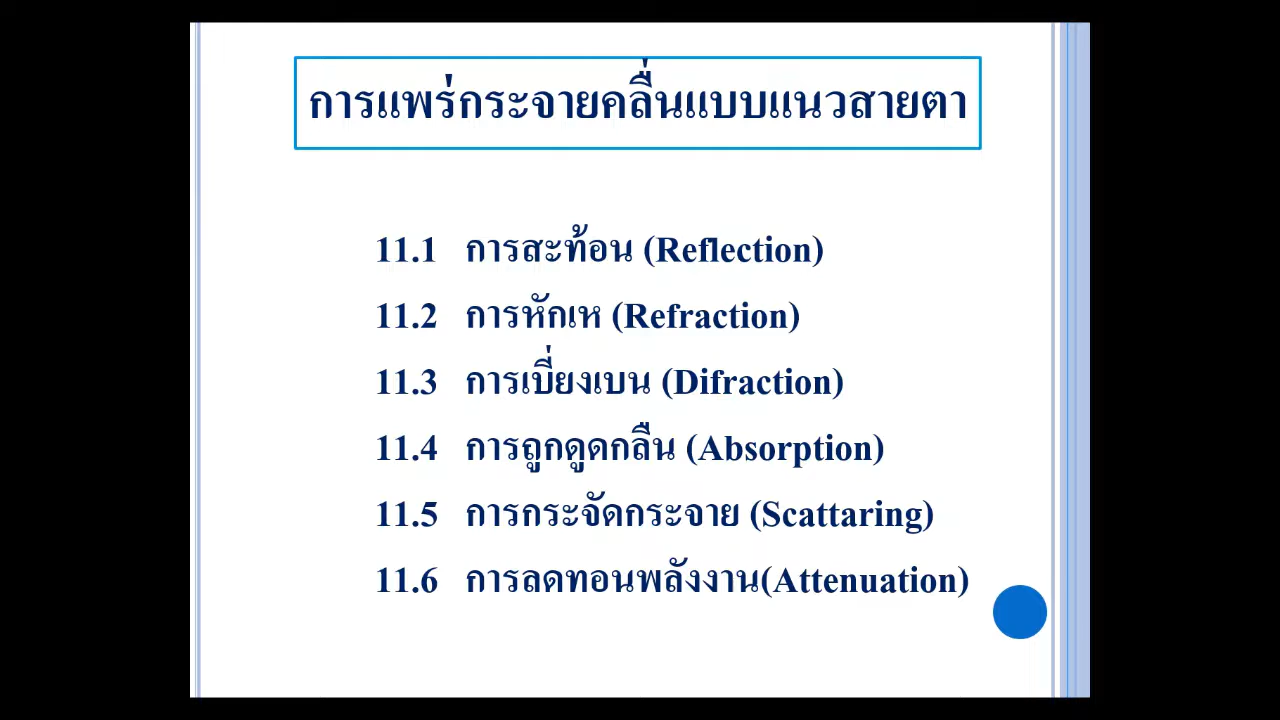 การแพร่กระจายคลื่นแบบแนวสายตา
11.1 การสะท้อน (Reflection)
11.2 การหักเห (Refraction)
11.3 การเบี่ยงเบน (Difraction)
11.4 การถูกดูดกลืน (Absorption)
11.5 การกระจัดกระจาย (Scattaring)
11.6 การลดทอนพลังงาน(Attenuation)